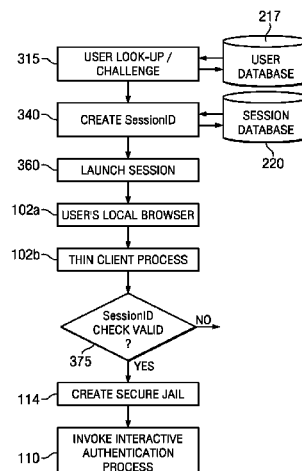 217
315
USER LOOK-UP /
CHALLENGE
USER
DATABASE
340
CREATE SessionID
SESSION
DATABASE
220
360
LAUNCH SESSION
102a
USER'S LOCAL BROWSER
102b
THIN CLIENT PROCESS
SessionID
CHECK VALID
?
NO
375
YES
114
CREATE SECURE JAIL
110
INVOKE INTERACTIVE
AUTHENTICATION
PROCESS